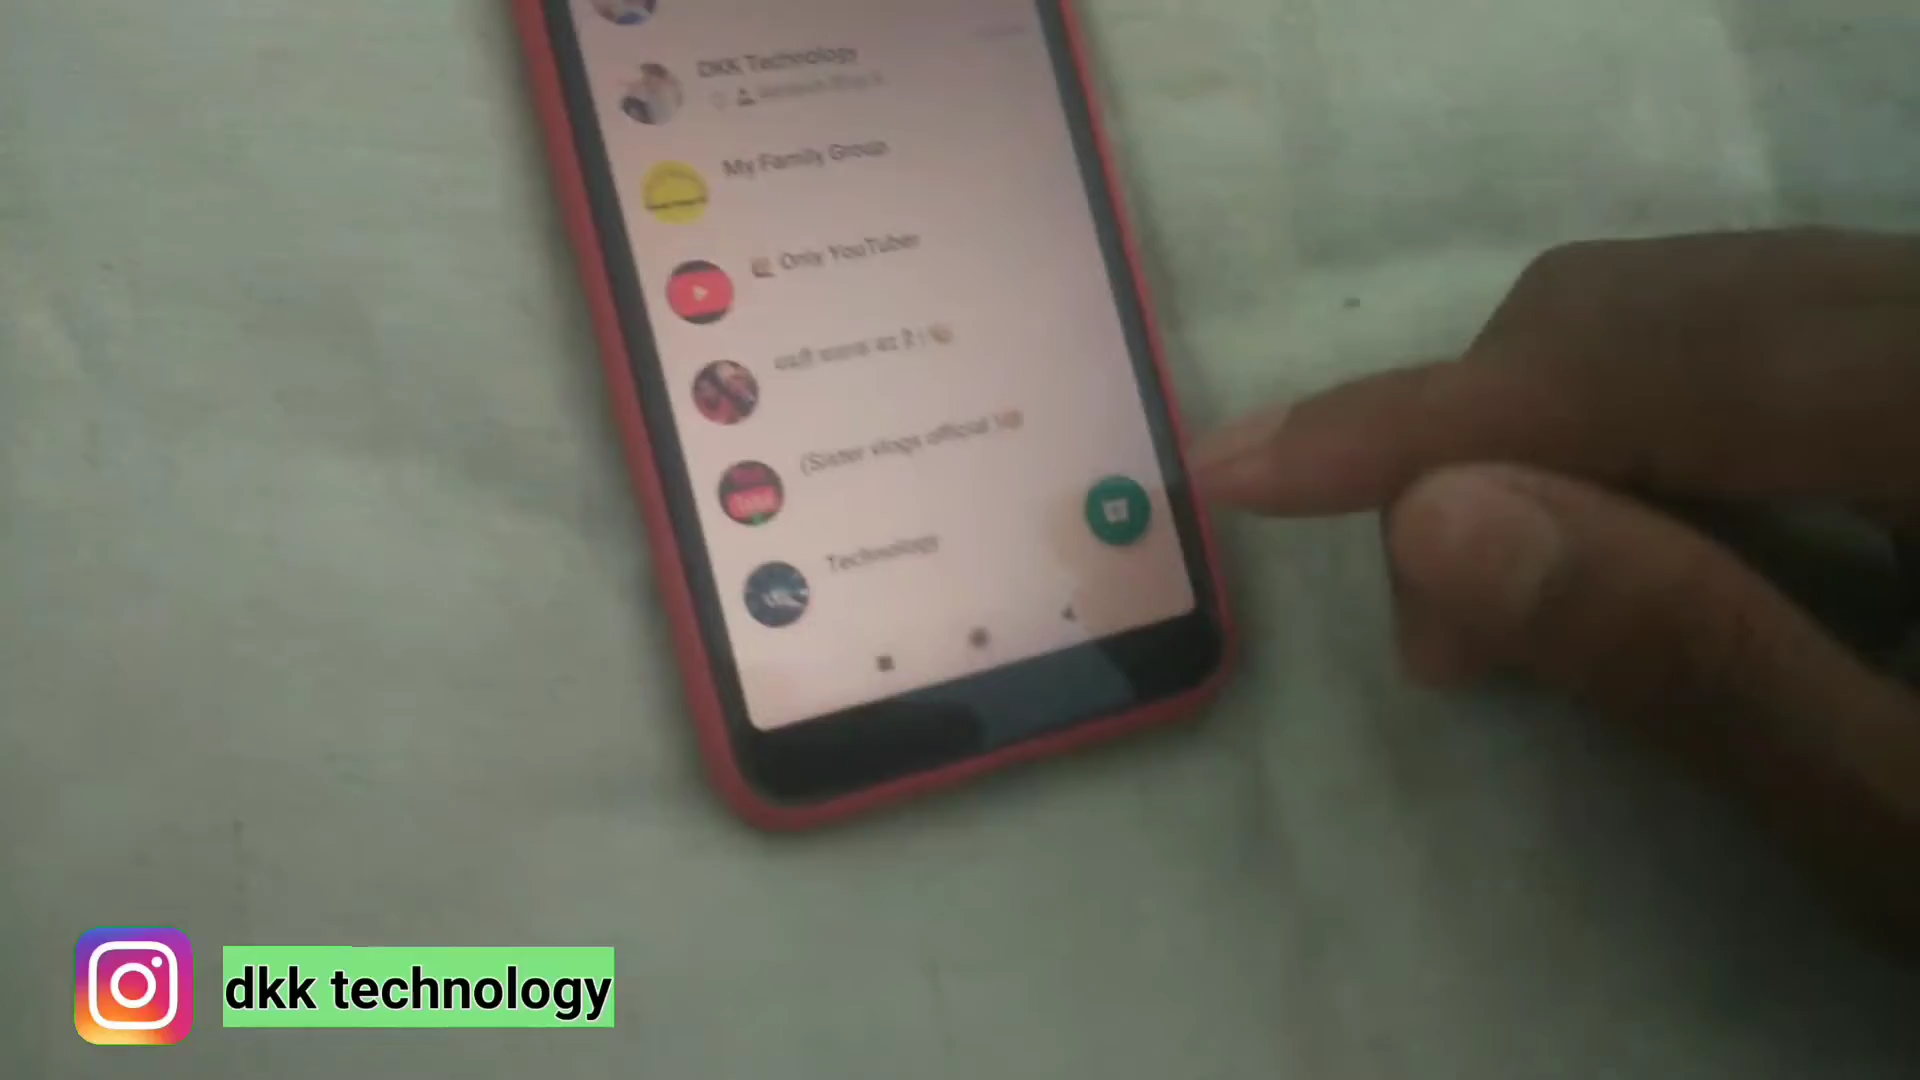 DKK Technology
My Family Group
Only YouTuber
(Sister vlogs official )
Technology
dkk technology